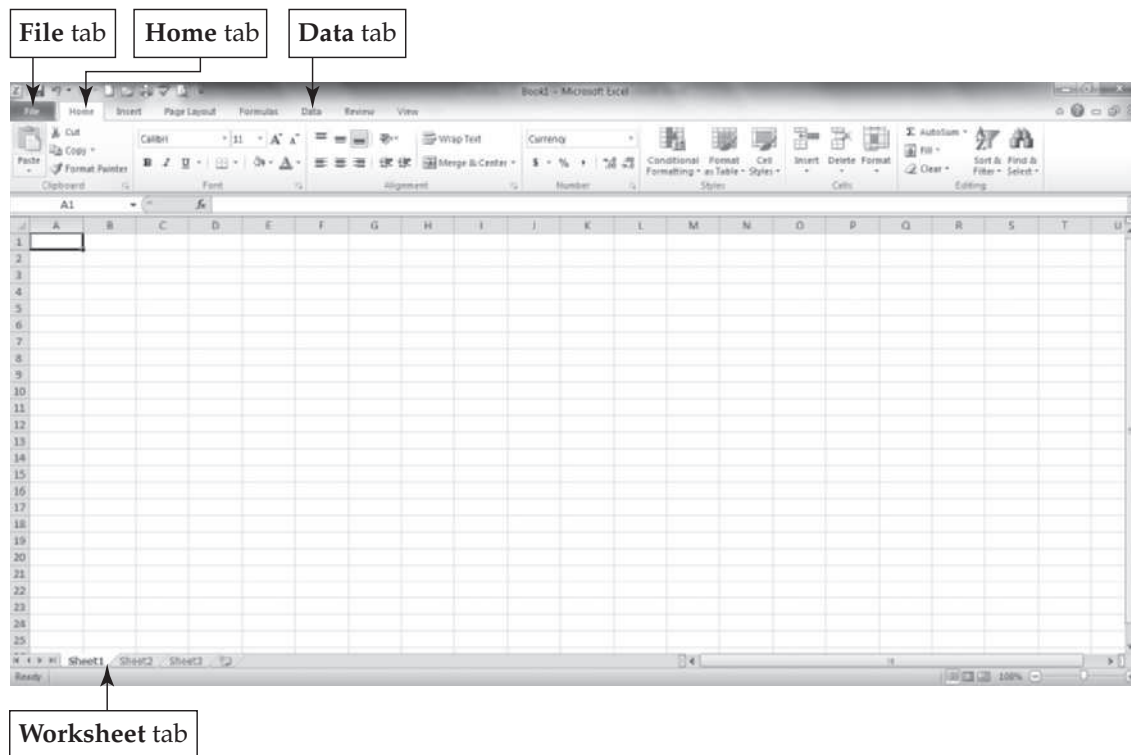 File tab Home tab Data tab
Book1 - Microsoft Excel
File Home Insert Page Layout Formulas Data Review View
Cut
Copy
Format Painter
Paste
Calibri 11
B I U
Wrap Text
Merge & Center
Currency
$ % ,
Conditional Formatting
Format as Table
Cell Styles
Insert Delete Format
Σ AutoSum
Fill
Clear
Sort & Filter
Find & Select
Clipboard Font Alignment Number Styles Cells Editing
A1 fx
A B C D E F G H I J K L M N O P Q R S T U
1
2
3
4
5
6
7
8
9
10
11
12
13
14
15
16
17
18
19
20
21
22
23
24
25
Sheet1 Sheet2 Sheet3
Ready 100%
Worksheet tab